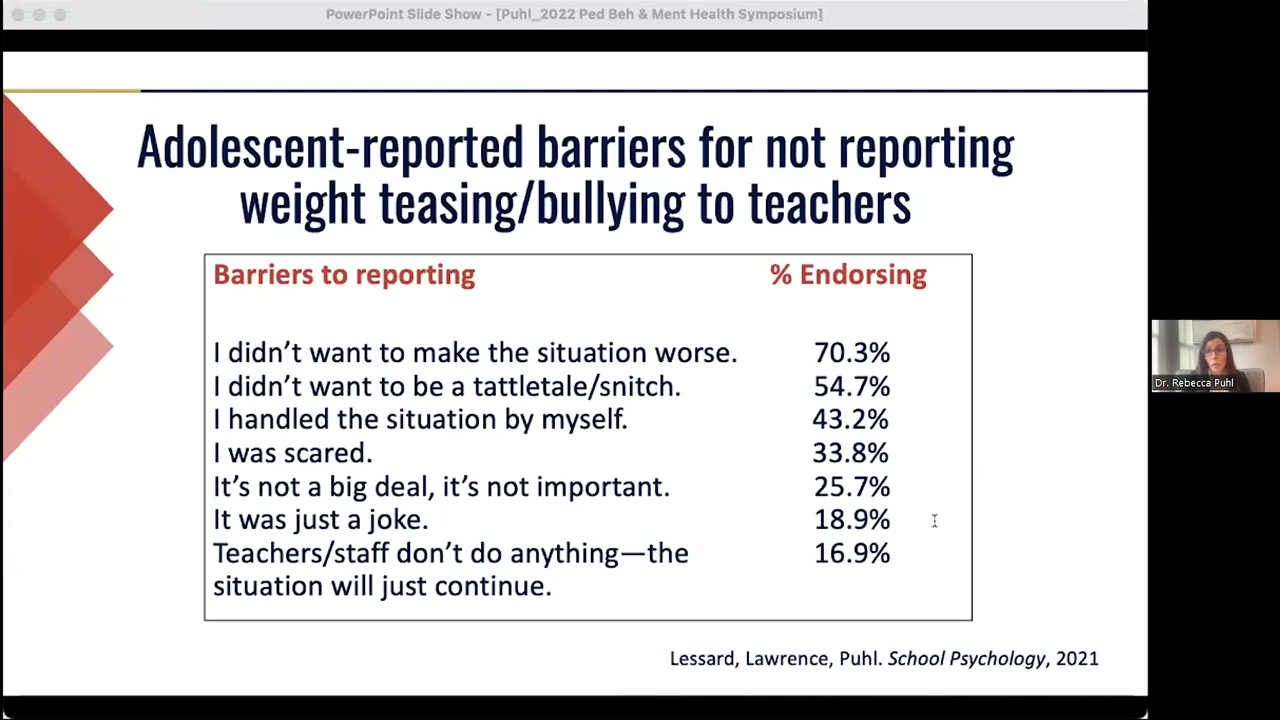 PowerPoint Slide Show - [Puhl_2022 Ped Beh & Ment Health Symposium]
Adolescent-reported barriers for not reporting
weight teasing/bullying to teachers
Barriers to reporting % Endorsing
I didn’t want to make the situation worse. 70.3%
I didn’t want to be a tattletale/snitch. 54.7%
I handled the situation by myself. 43.2%
I was scared. 33.8%
It’s not a big deal, it’s not important. 25.7%
It was just a joke. 18.9%
Teachers/staff don’t do anything—the 16.9%
situation will just continue.
Lessard, Lawrence, Puhl. School Psychology, 2021
Dr. Rebecca Puhl